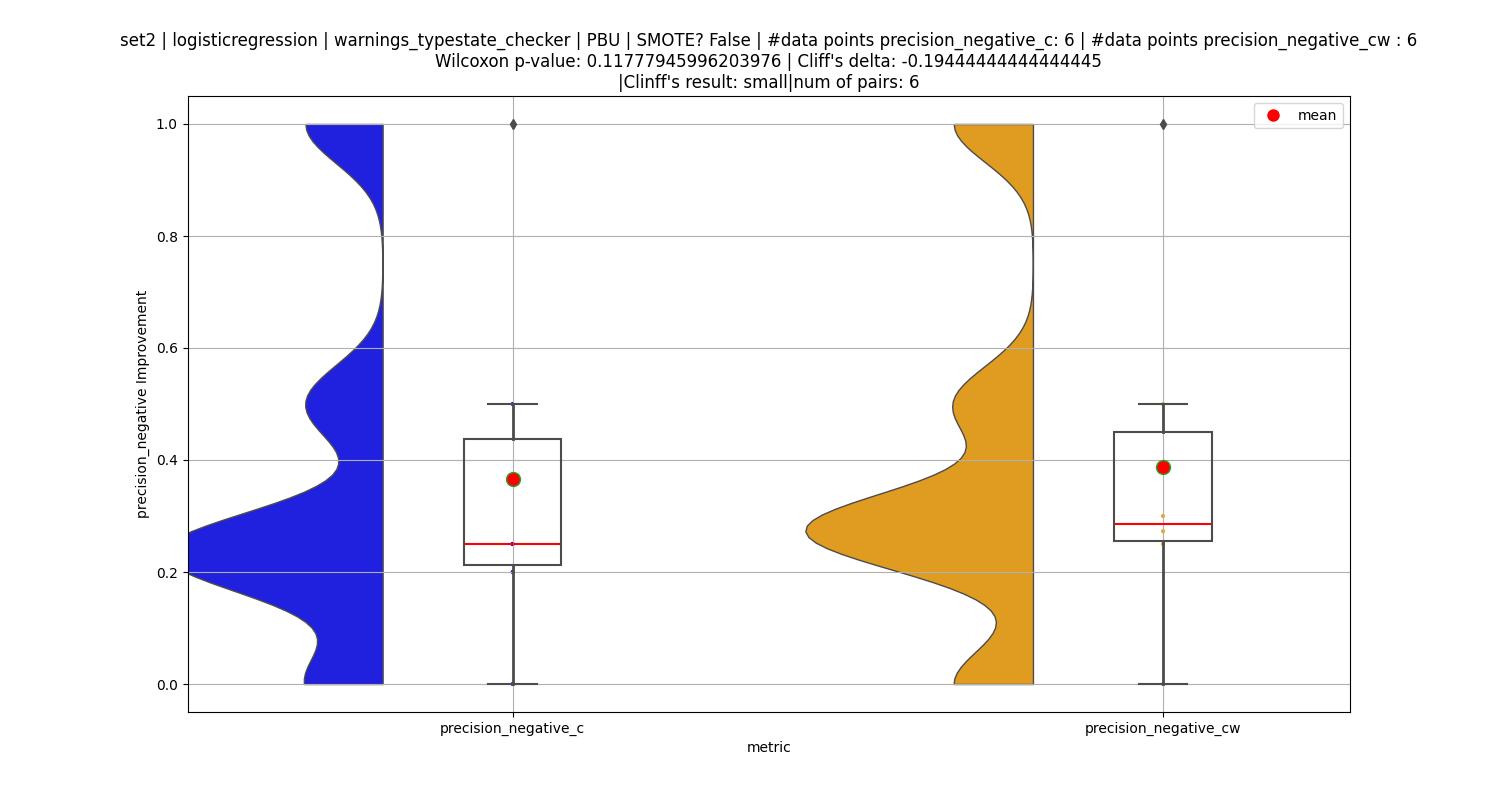 set2 | logisticregression | warnings_typestate_checker | PBU | SMOTE? False | #data points precision_negative_c: 6 | #data points precision_negative_cw : 6
Wilcoxon p-value: 0.11777945996203976 | Cliff's delta: -0.19444444444444445
|Clinff's result: small|num of pairs: 6
mean
1.0
0.8
0.6
0.4
0.2
0.0
precision_negative Improvement
precision_negative_c
precision_negative_cw
metric